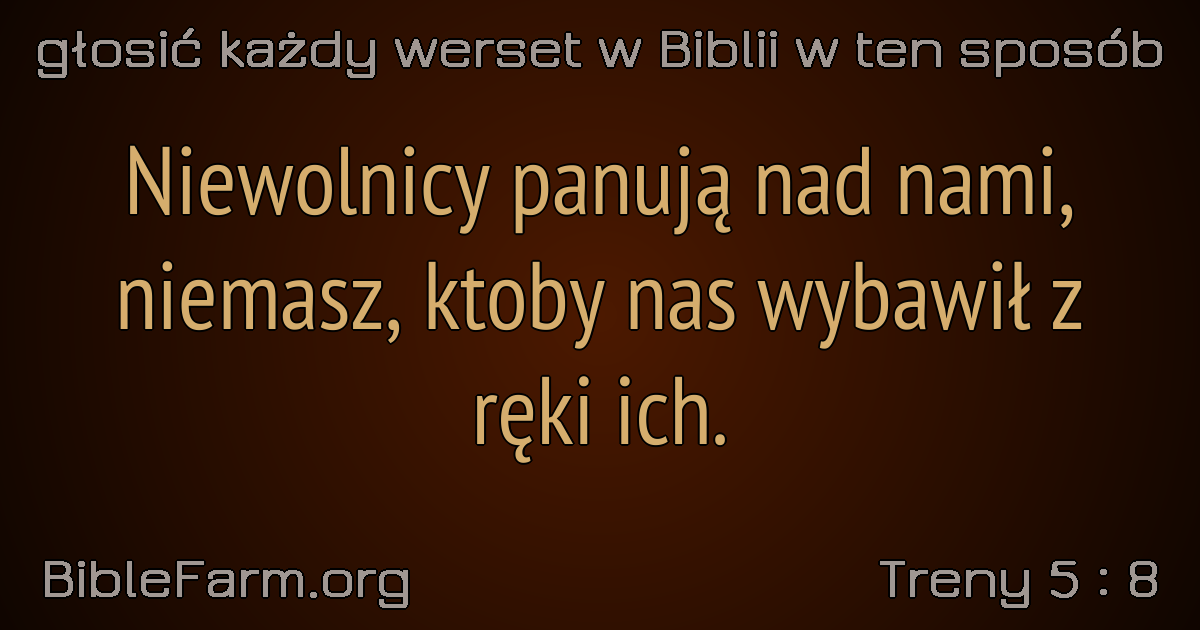 głosić każdy werset w Biblii w ten sposób
Niewolnicy panują nad nami,
niemasz, ktoby nas wybawił z
ręki ich.
BibleFarm.org
Treny 5 : 8